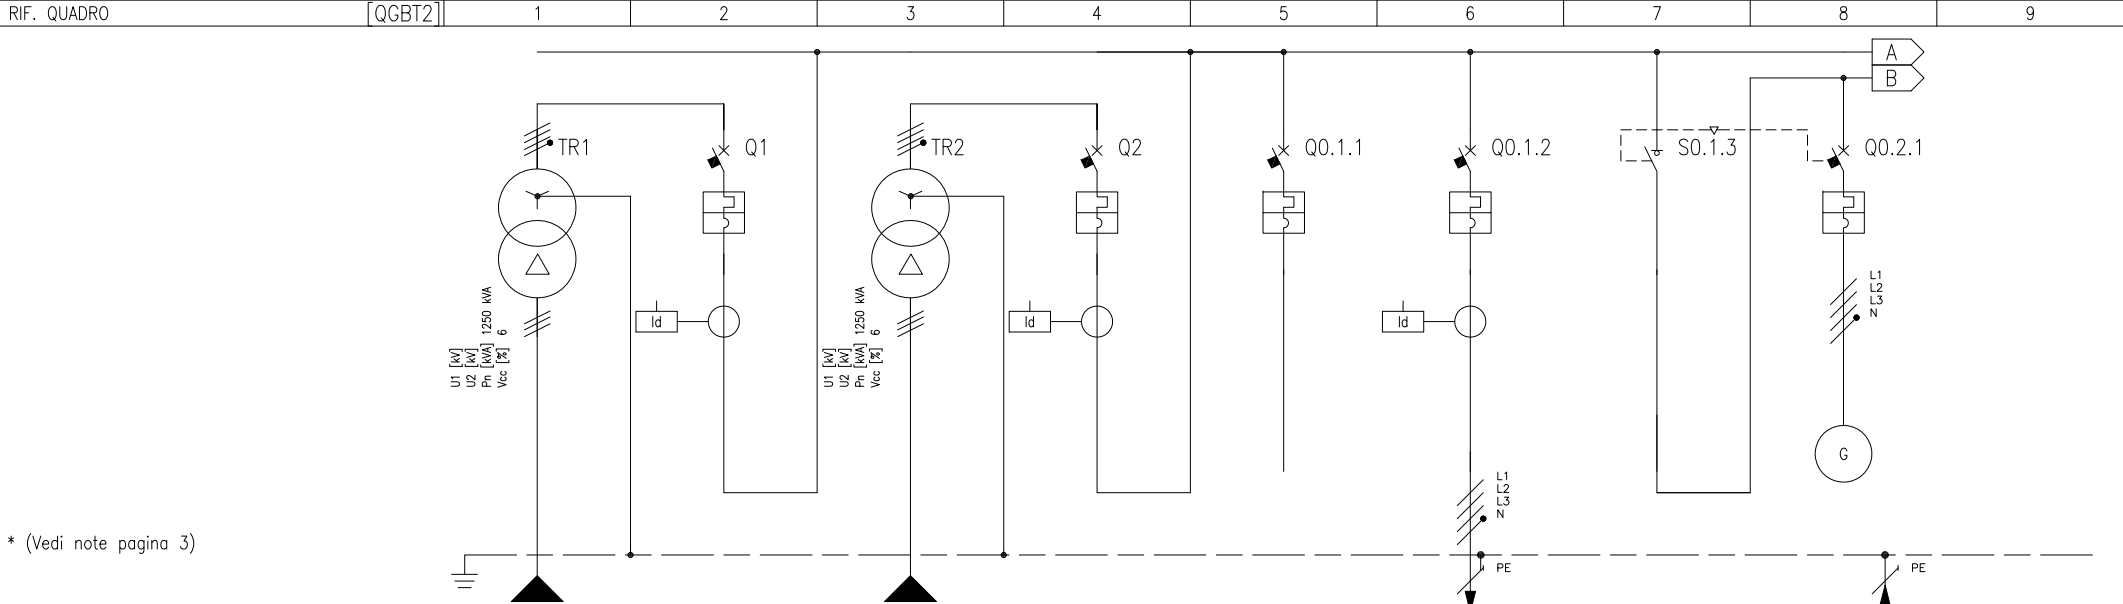 RIF. QUADRO [QGBT2] 1 2 3 4 5 6 7 8 9
A
B
TR1 Q1 TR2 Q2 Q0.1.1 Q0.1.2 S0.1.3 Q0.2.1
U1 [kV]
U2 [kV]
Pn [kVA] 1250 kVA
Vcc [%] 6
Id
U1 [kV]
U2 [kV]
Pn [kVA] 1250 kVA
Vcc [%] 6
Id
Id
L1
L2
L3
N
G
L1
L2
L3
N
* (Vedi note pagina 3)
PE
PE